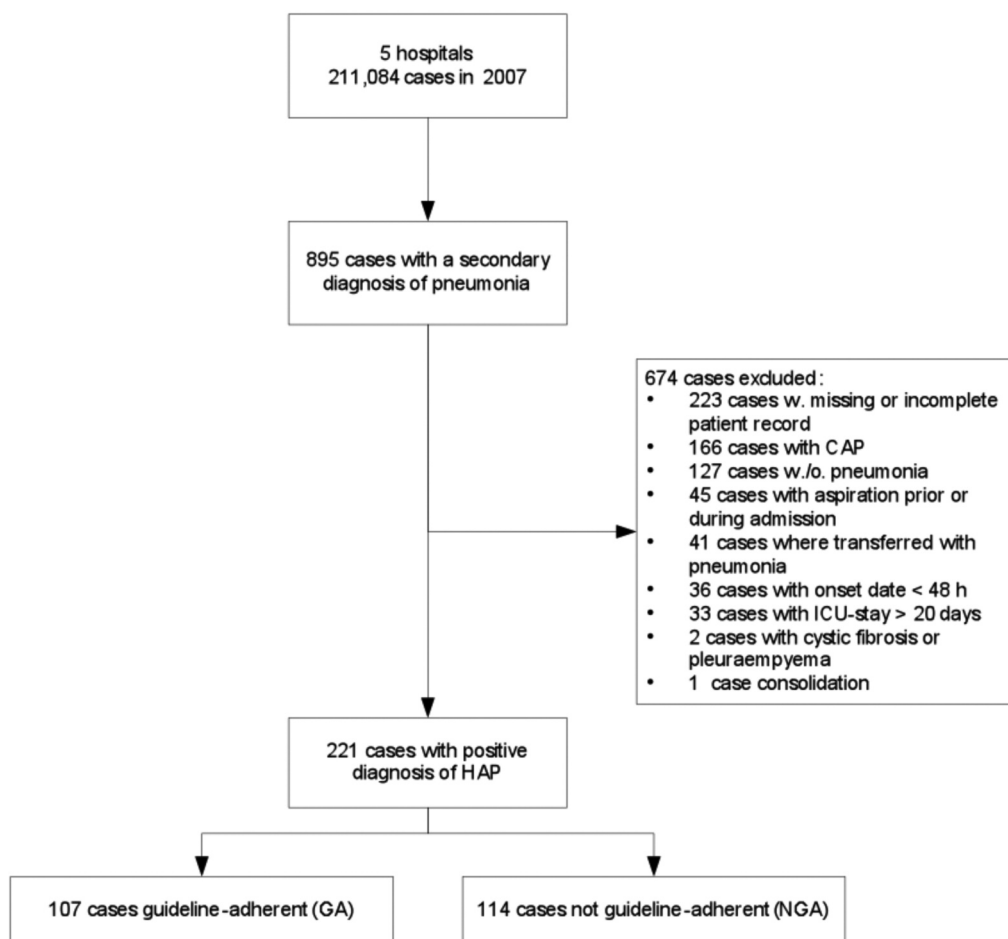 5 hospitals
211,084 cases in 2007
895 cases with a secondary
diagnosis of pneumonia
674 cases excluded:
• 223 cases w. missing or incomplete
patient record
• 166 cases with CAP
• 127 cases w./o. pneumonia
• 45 cases with aspiration prior or
during admission
• 41 cases where transferred with
pneumonia
• 36 cases with onset date < 48 h
• 33 cases with ICU-stay > 20 days
• 2 cases with cystic fibrosis or
pleuraempyema
• 1 case consolidation
221 cases with positive
diagnosis of HAP
107 cases guideline-adherent (GA)
114 cases not guideline-adherent (NGA)